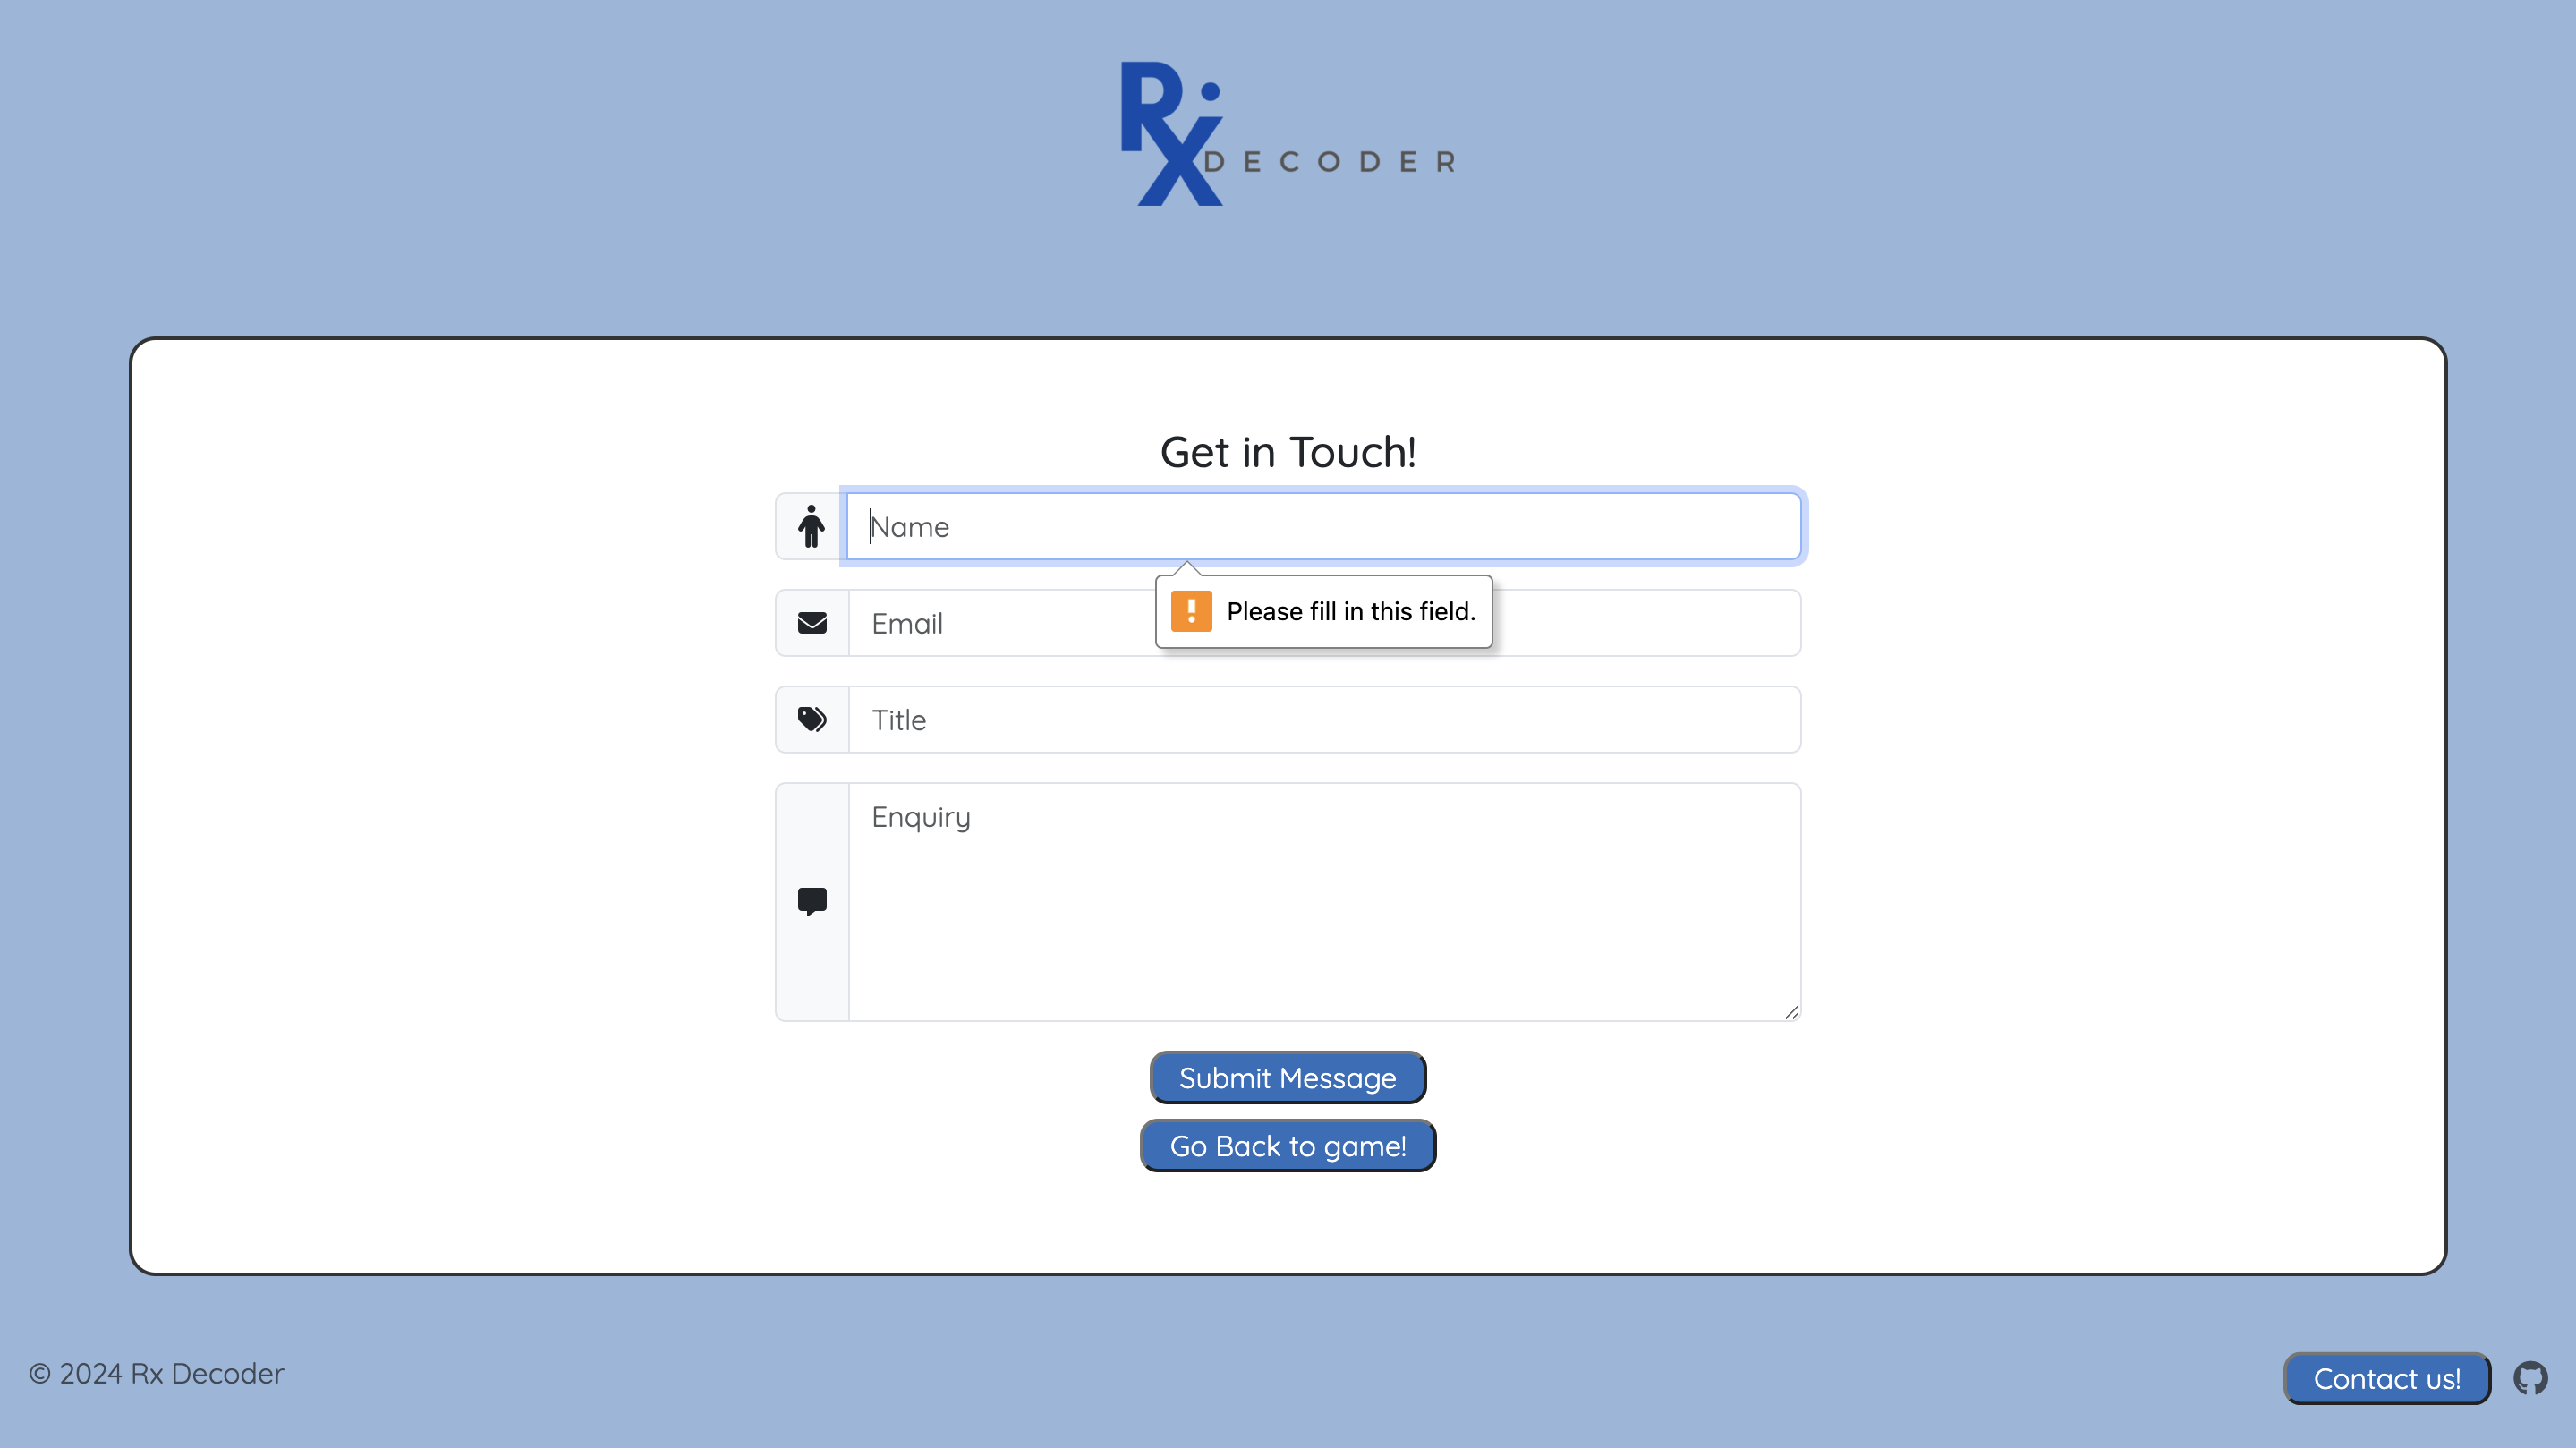 Rx DECODER
Get in Touch!
Name
Please fill in this field.
Email
Title
Enquiry
Submit Message
Go Back to game!
© 2024 Rx Decoder
Contact us!